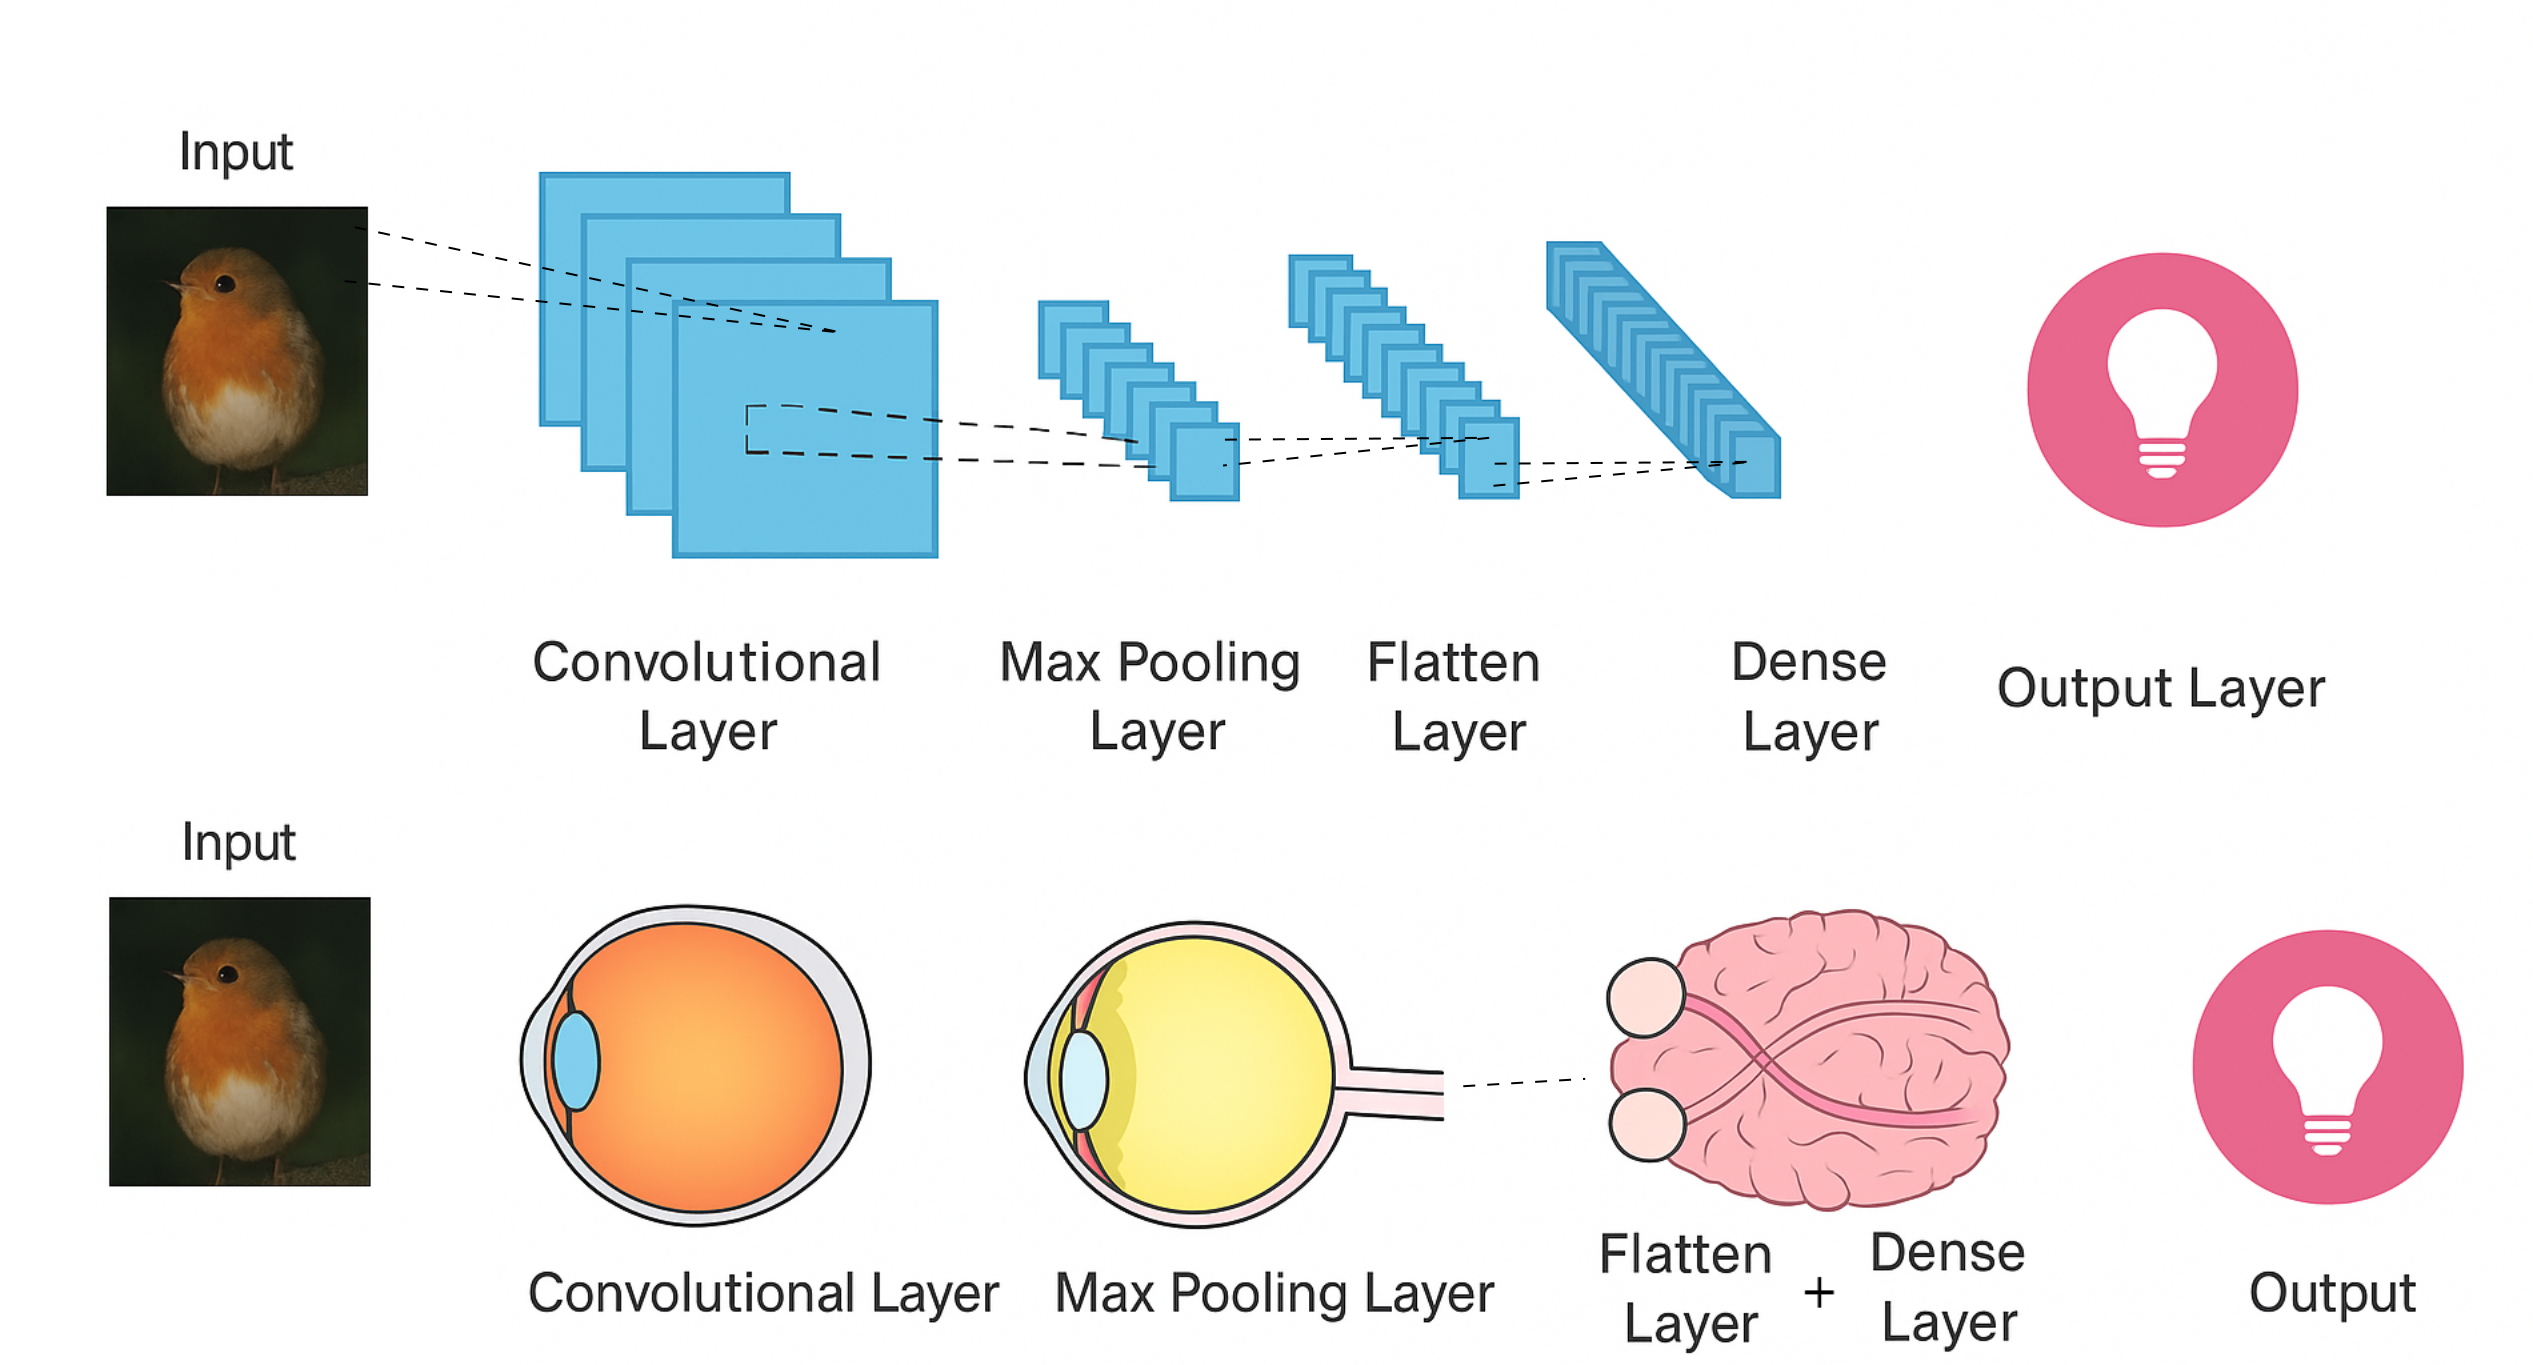 Input
Convolutional
Layer
Max Pooling
Layer
Flatten
Layer
Dense
Layer
Output Layer
Input
Convolutional Layer
Max Pooling Layer
Flatten
Layer
+
Dense
Layer
Output